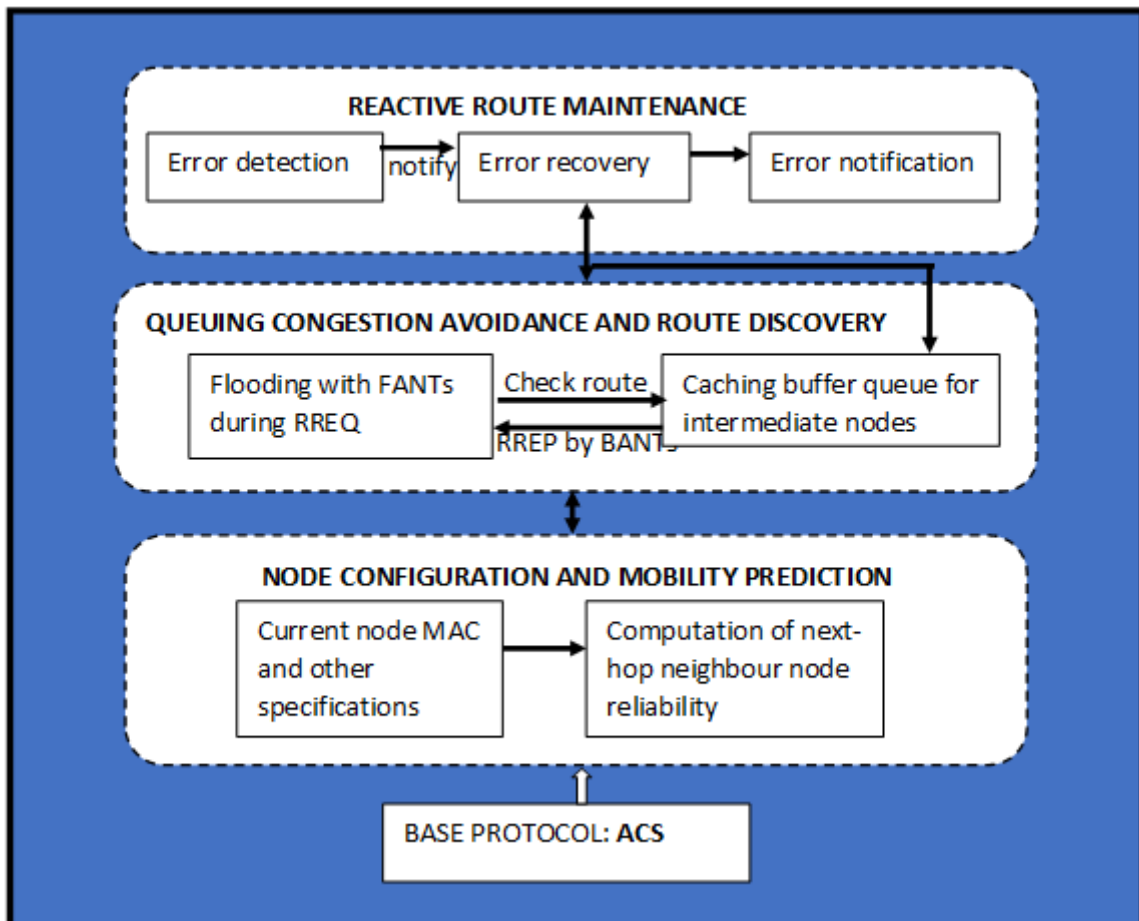 REACTIVE ROUTE MAINTENANCE
Error detection
notify
Error recovery
Error notification
QUEUING CONGESTION AVOIDANCE AND ROUTE DISCOVERY
Flooding with FANTs
during RREQ
Check route
RREP by BANTs
Caching buffer queue for
intermediate nodes
NODE CONFIGURATION AND MOBILITY PREDICTION
Current node MAC
and other
specifications
Computation of next-
hop neighbour node
reliability
BASE PROTOCOL: ACS